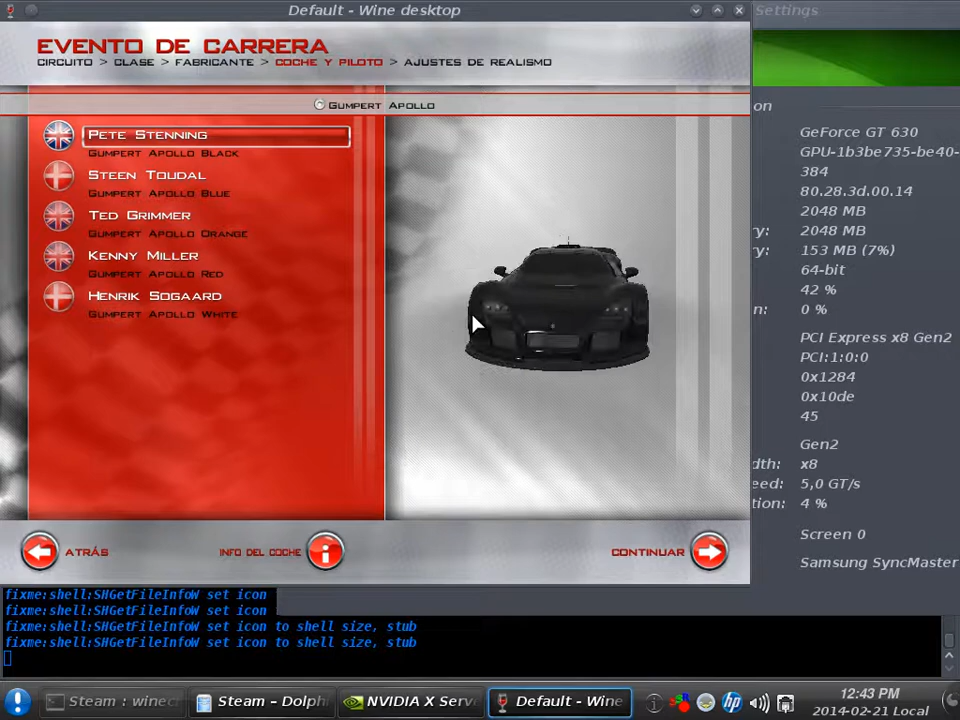 Default - Wine desktop
Settings
EVENTO DE CARRERA
CIRCUITO > CLASE > FABRICANTE > COCHE Y PILOTO > AJUSTES DE REALISMO
GUMPERT APOLLO
on
PETE STENNING
GUMPERT APOLLO BLACK
STEEN TOUDAL
GUMPERT APOLLO BLUE
TED GRIMMER
GUMPERT APOLLO ORANGE
KENNY MILLER
GUMPERT APOLLO RED
HENRIK SOGAARD
GUMPERT APOLLO WHITE
GeForce GT 630
GPU-1b3be735-be40-
384
80.28.3d.00.14
2048 MB
ry: 2048 MB
ry: 153 MB (7%)
64-bit
42 %
n: 0 %
PCI Express x8 Gen2
PCI:1:0:0
0x1284
0x10de
45
Gen2
dth: x8
eed: 5,0 GT/s
tion: 4 %
Screen 0
Samsung SyncMaster
ATRÁS
INFO DEL COCHE
CONTINUAR
fixme:shell:SHGetFileInfoW set icon
fixme:shell:SHGetFileInfoW set icon
fixme:shell:SHGetFileInfoW set icon to shell size, stub
fixme:shell:SHGetFileInfoW set icon to shell size, stub
Steam : winec
Steam – Dolph
NVIDIA X Serv
Default - Wine
12:43 PM
2014-02-21 Local